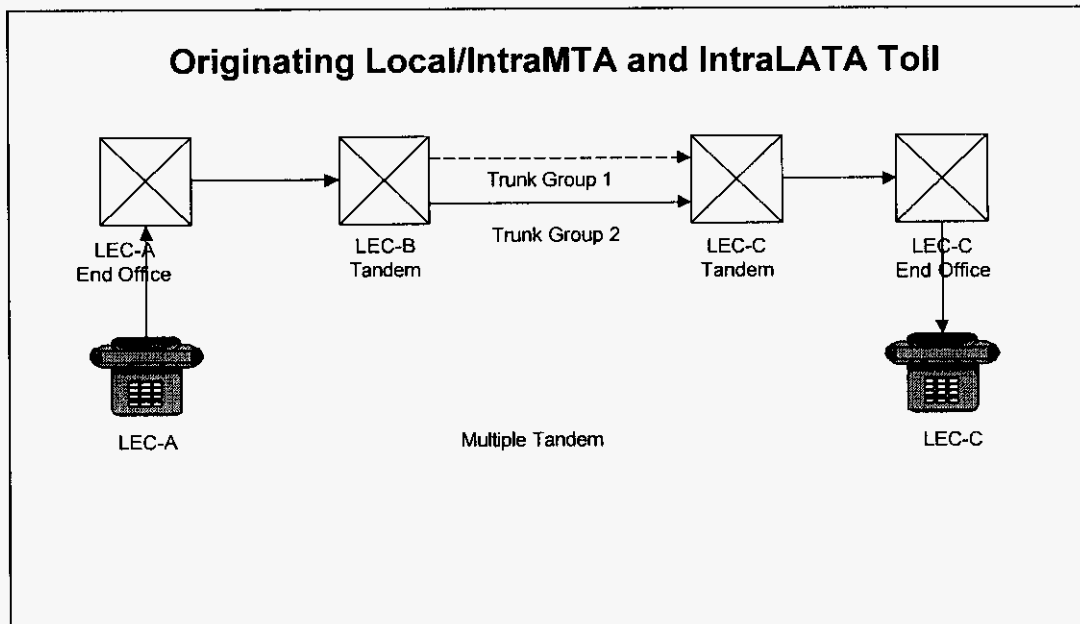 Originating Local/IntraMTA and IntraLATA Toll
Trunk Group 1
Trunk Group 2
LEC-A
End Office
LEC-B
Tandem
LEC-C
Tandem
LEC-C
End Office
LEC-A
Multiple Tandem
LEC-C